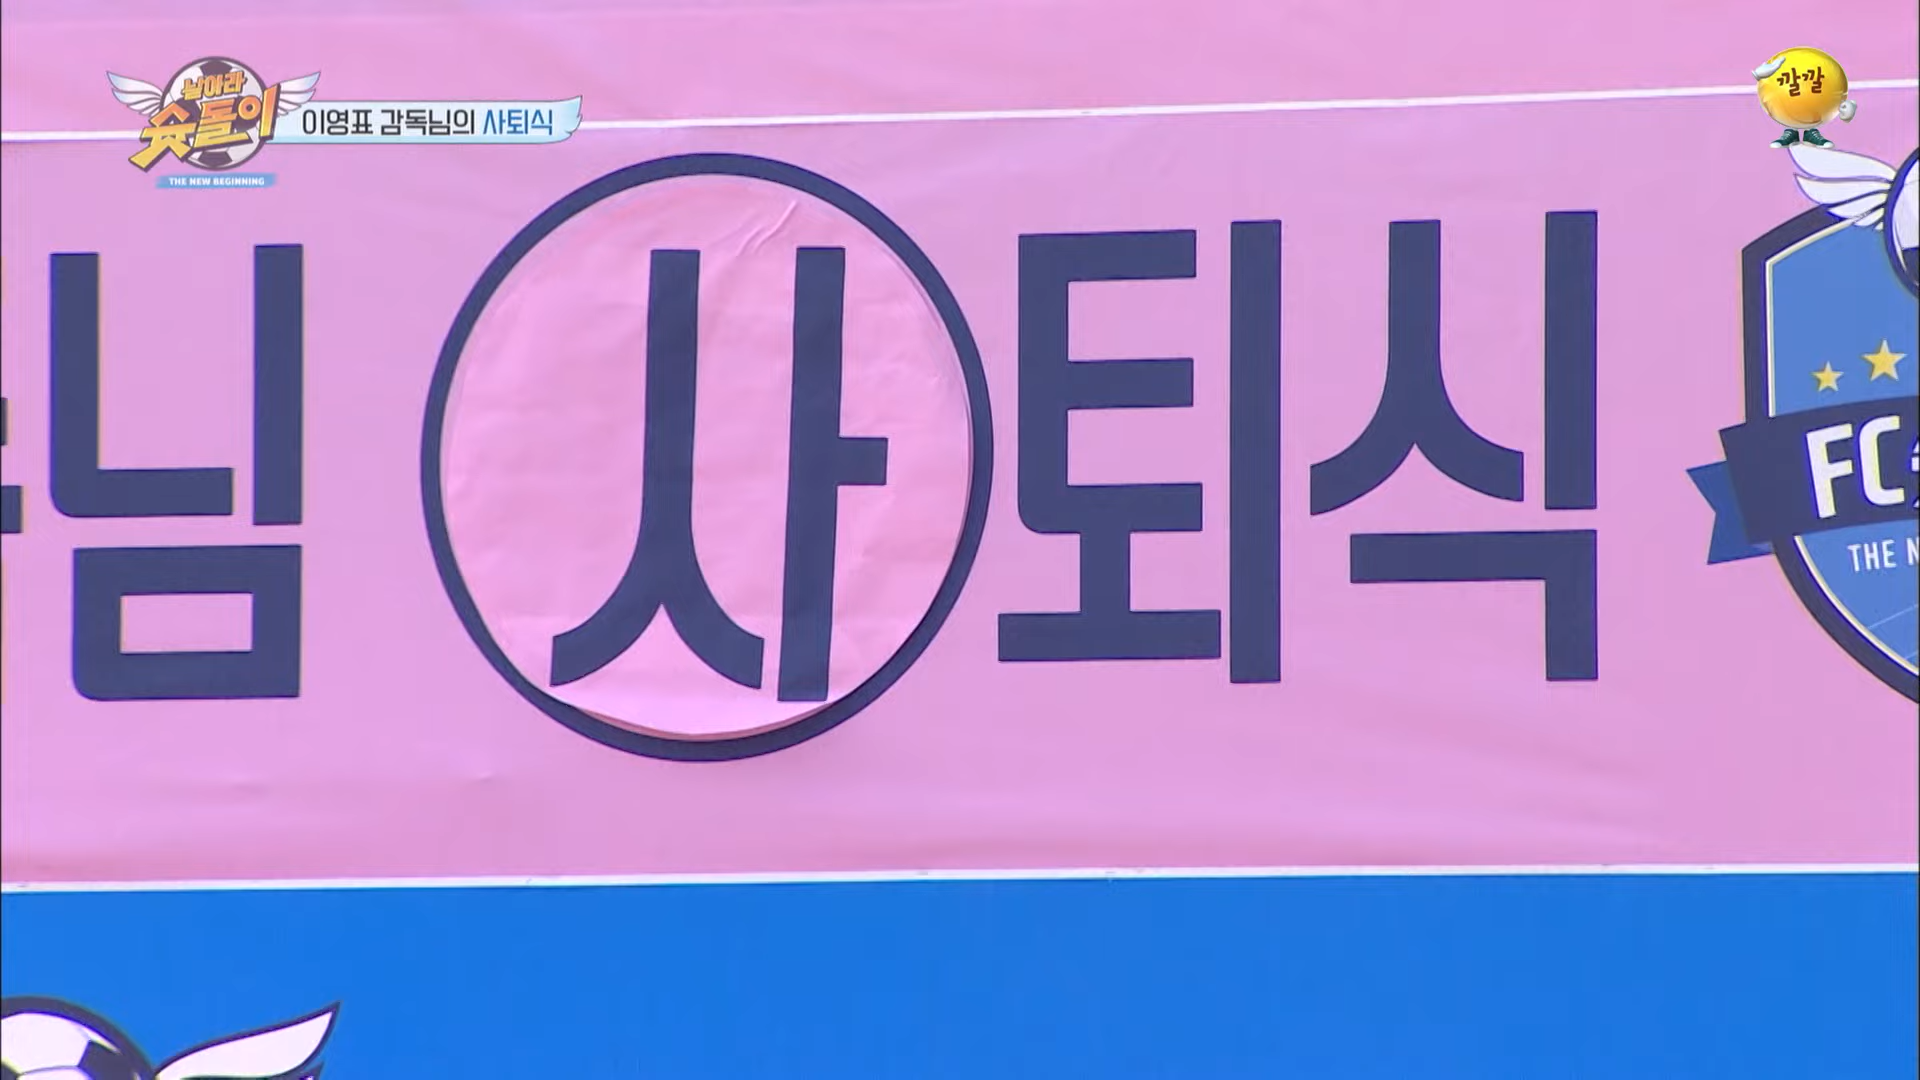 날아라
슛돌이
THE NEW BEGINNING
이영표 감독님의 사퇴식
깔깔
님 사퇴식
FC
THE